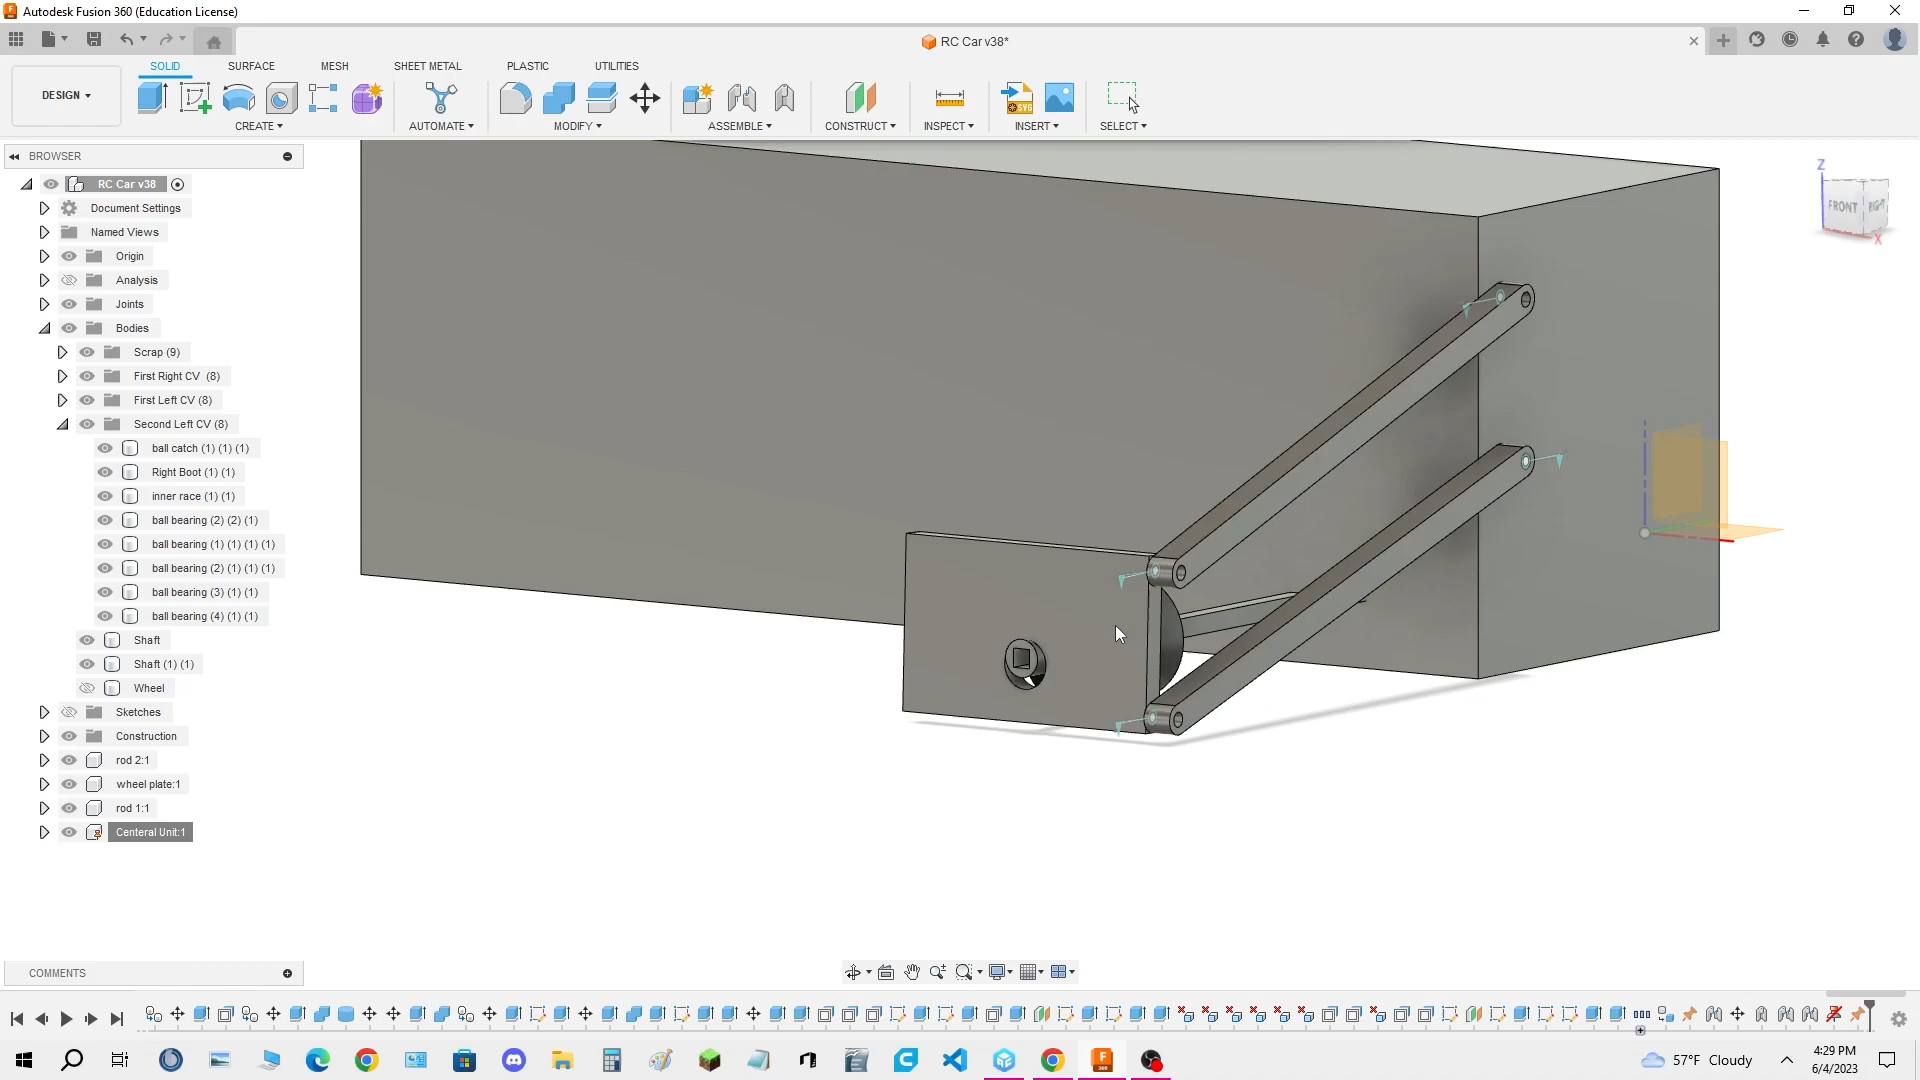 Autodesk Fusion 360 (Education License)
RC Car v38*
SOLID SURFACE MESH SHEET METAL PLASTIC UTILITIES
DESIGN
CREATE AUTOMATE MODIFY ASSEMBLE CONSTRUCT INSPECT INSERT SELECT
BROWSER
RC Car v38
Document Settings
Named Views
Origin
Analysis
Joints
Bodies
Scrap (9)
First Right CV (8)
First Left CV (8)
Second Left CV (8)
ball catch (1) (1) (1)
Right Boot (1) (1)
inner race (1) (1)
ball bearing (2) (2) (1)
ball bearing (1) (1) (1) (1)
ball bearing (2) (1) (1) (1)
ball bearing (3) (1) (1)
ball bearing (4) (1) (1)
Shaft
Shaft (1) (1)
Wheel
Sketches
Construction
rod 2:1
wheel plate:1
rod 1:1
Centeral Unit:1
Z
FRONT RIGHT
X
COMMENTS
57°F Cloudy
4:29 PM
6/4/2023